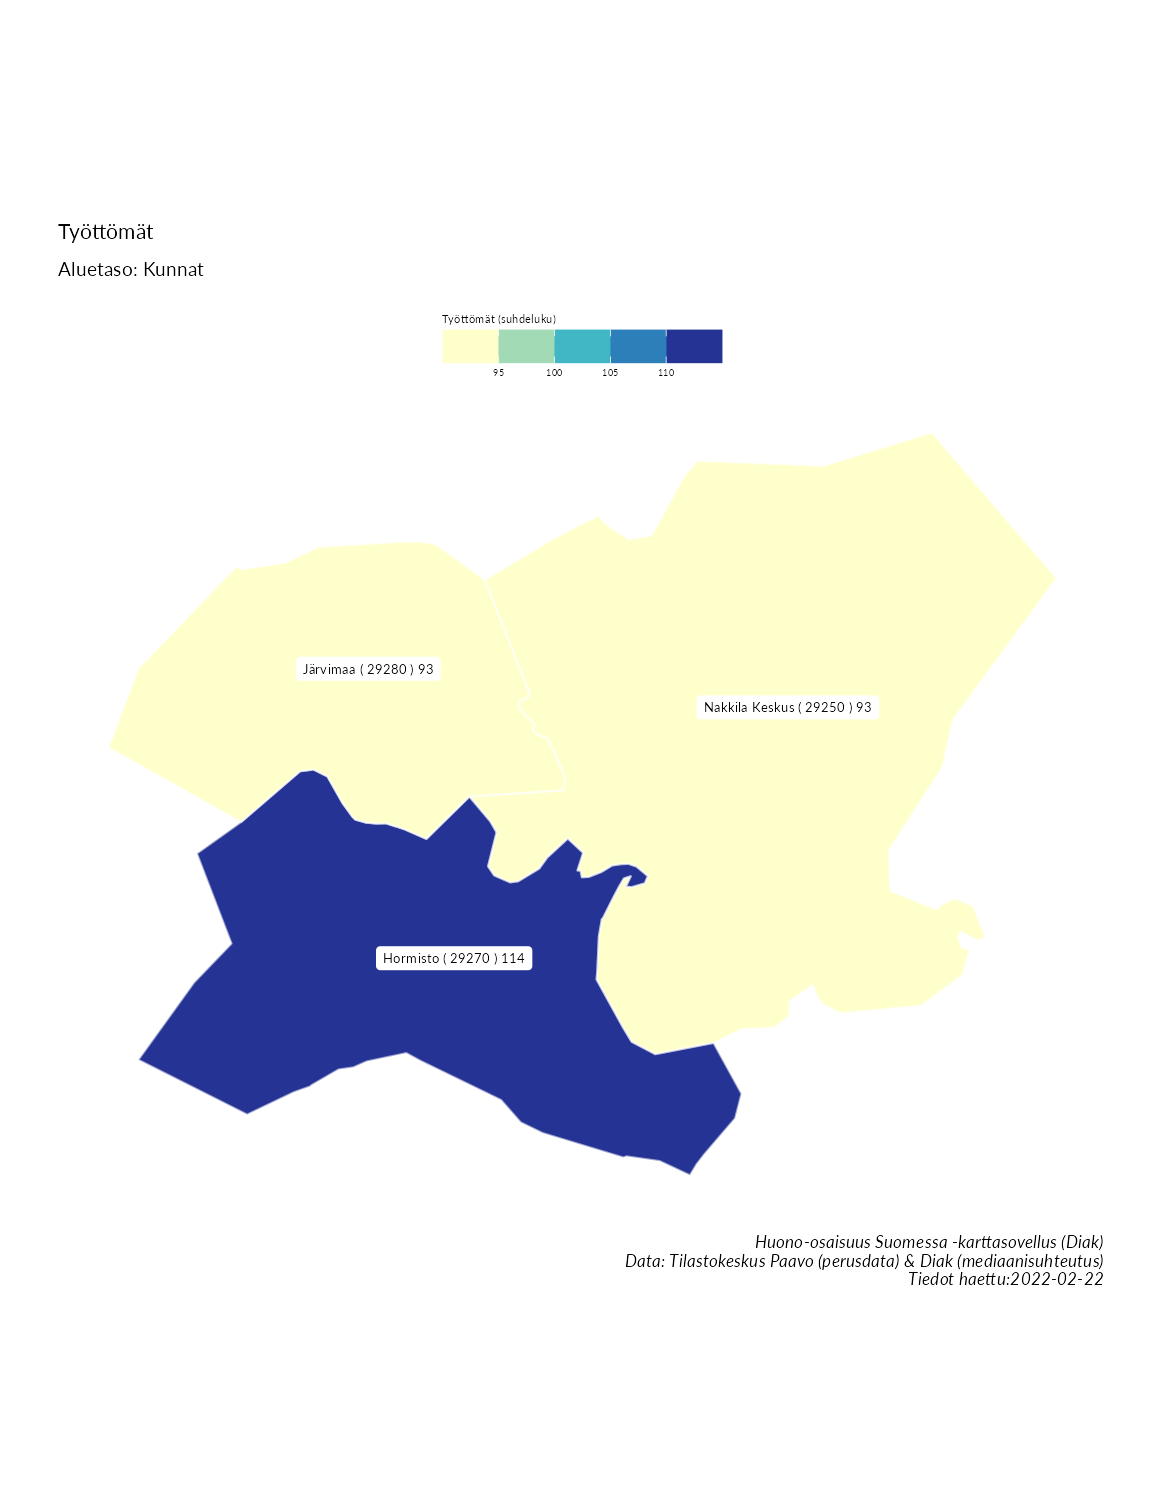 Työttömät
Aluetaso: Kunnat
Työttömät (suhdeluku)
95 100 105 110
Järvimaa ( 29280 ) 93
Nakkila Keskus ( 29250 ) 93
Hormisto ( 29270 ) 114
Huono-osaisuus Suomessa -karttasovellus (Diak)
Data: Tilastokeskus Paavo (perusdata) & Diak (mediaanisuhteutus)
Tiedot haettu:2022-02-22